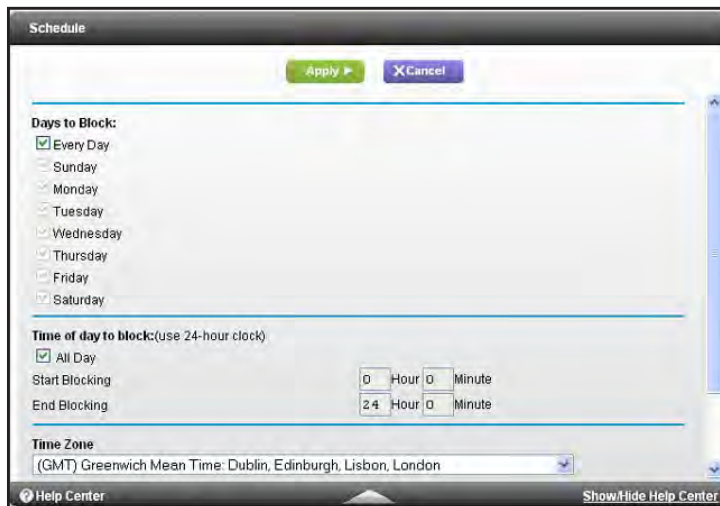 Schedule
Apply
Cancel
Days to Block:
Every Day
Sunday
Monday
Tuesday
Wednesday
Thursday
Friday
Saturday
Time of day to block:(use 24-hour clock)
All Day
Start Blocking 0 Hour 0 Minute
End Blocking 24 Hour 0 Minute
Time Zone
(GMT) Greenwich Mean Time: Dublin, Edinburgh, Lisbon, London
Help Center Show/Hide Help Center